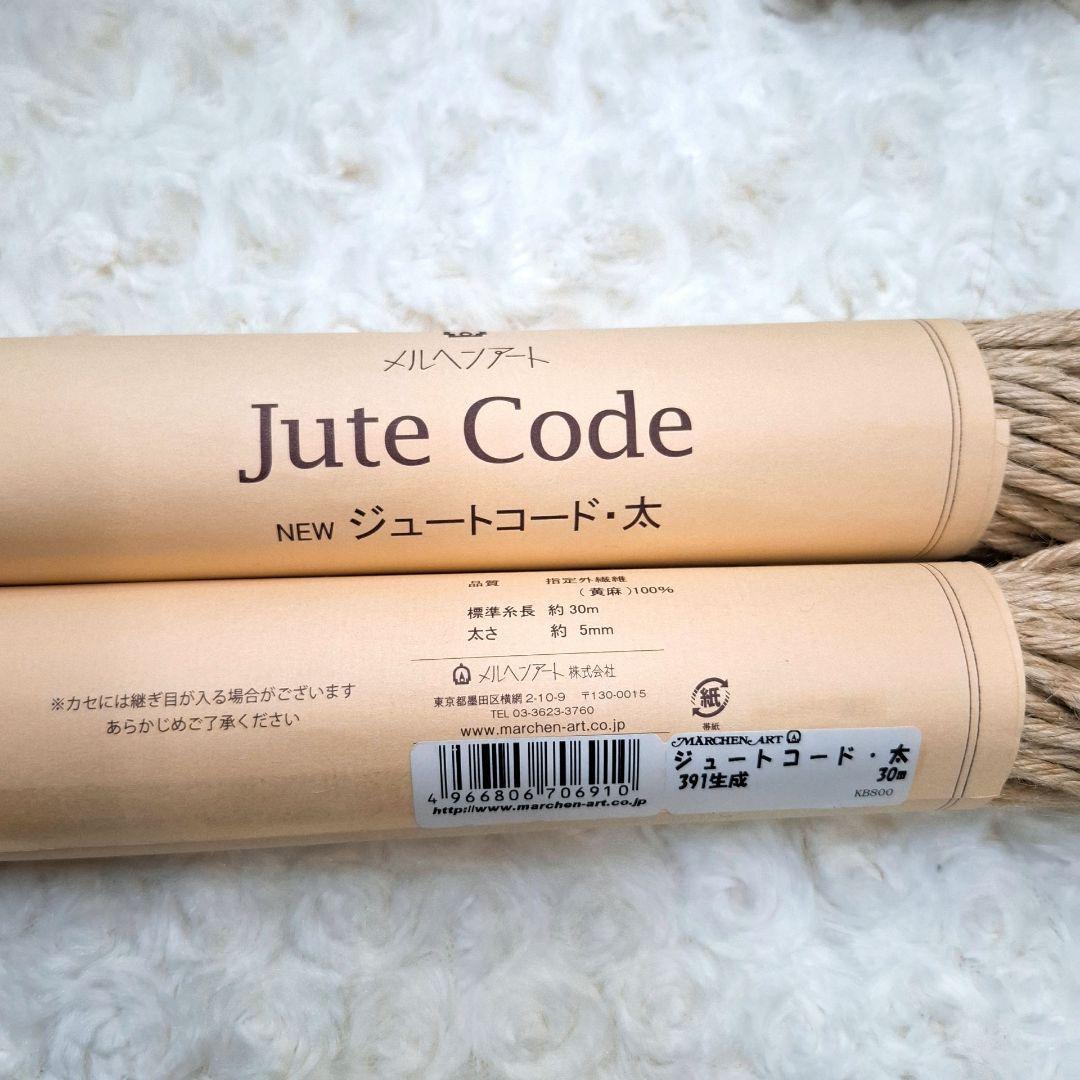 メルヘンアート
Jute Code
NEW ジュートコード・太
品質 指定外繊維
（黄麻）100%
標準糸長 約30m
太さ 約 5mm
メルヘンアート 株式会社
東京都墨田区横網2-10-9 〒130-0015
TEL 03-3623-3760
www.marchen-art.co.jp
※カセには継ぎ目が入る場合がございます
あらかじめご了承ください
紙
帯紙
4 966806 706910
http://www.marchen-art.co.jp
MÄRCHEN-ART
ジュートコード・太
391生成 30m
KB800